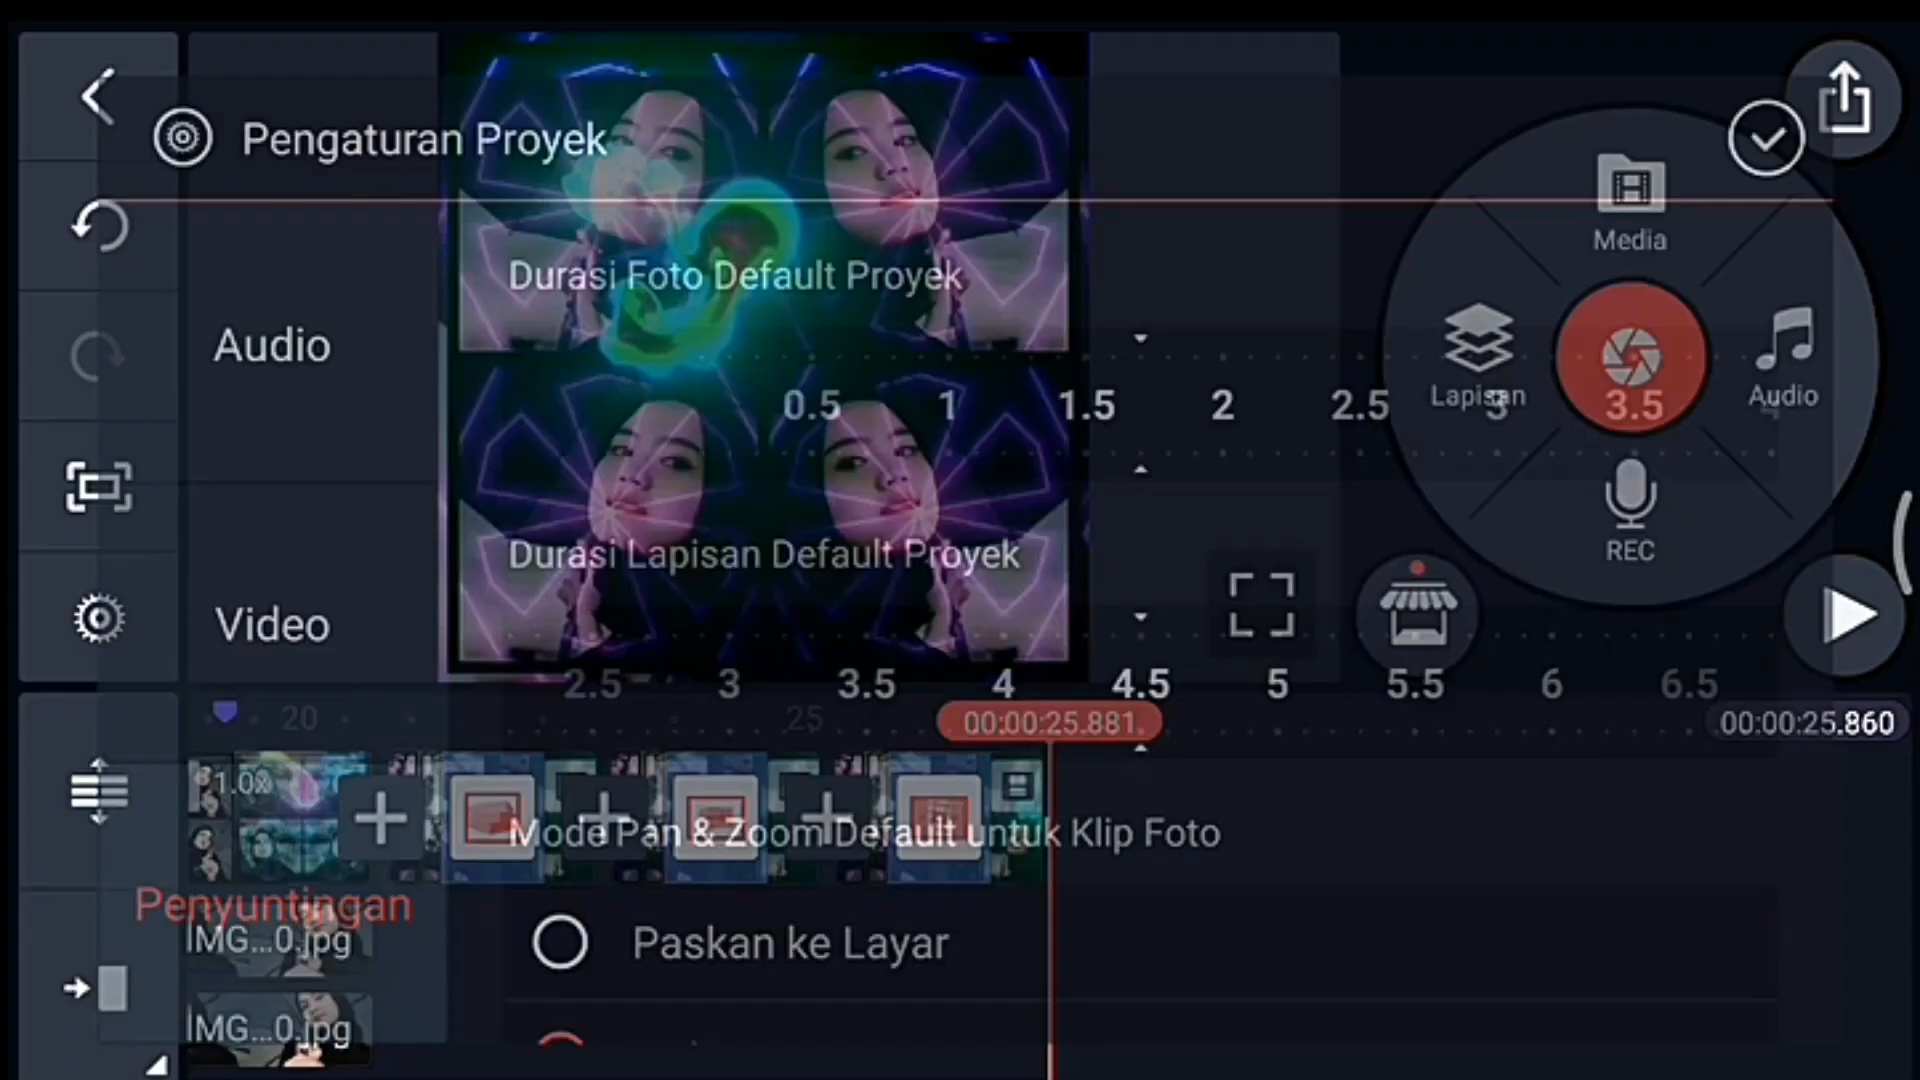 Pengaturan Proyek
Media
Durasi Foto Default Proyek
Audio
0.5 1 1.5 2 2.5 3 3.5 4
Lapisan
Audio
REC
Durasi Lapisan Default Proyek
Video
2.5 3 3.5 4 4.5 5 5.5 6 6.5
20 25
00:00:25.881
00:00:25.860
1.0x
Mode Pan & Zoom Default untuk Klip Foto
Penyuntingan
IMG...0.jpg
Paskan ke Layar
IMG...0.jpg